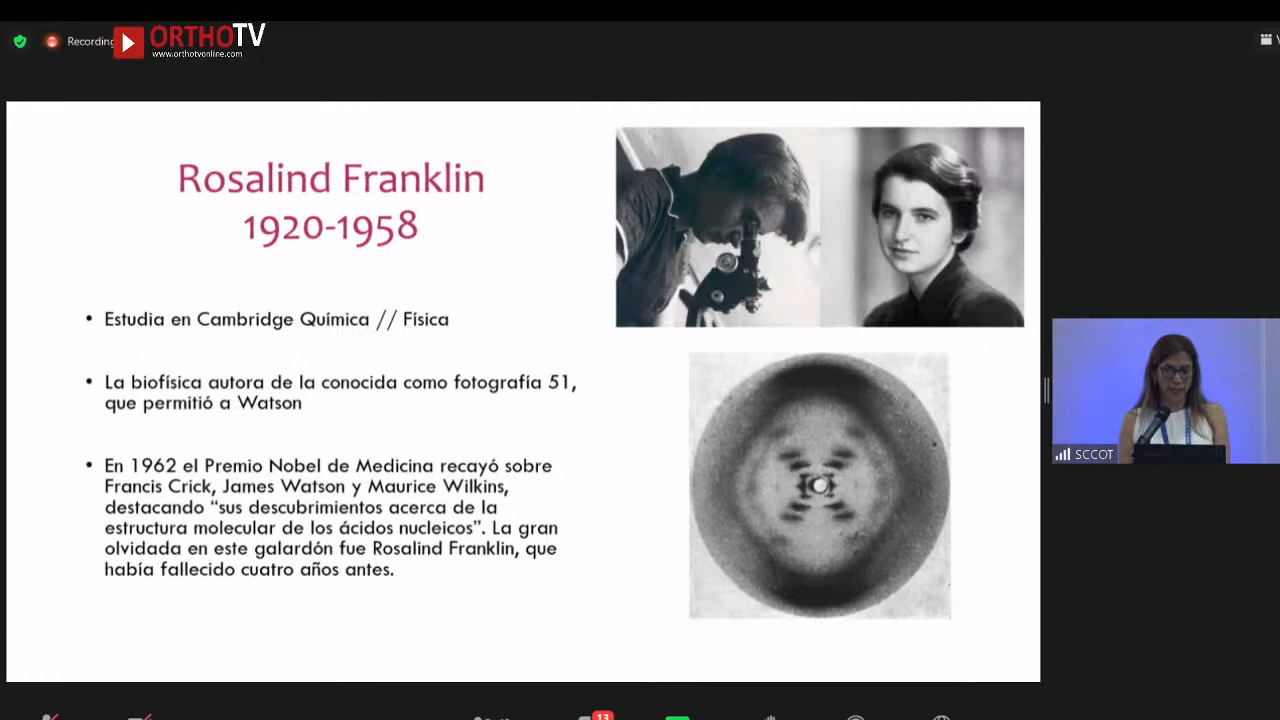 Recording
ORTHOTV
www.orthotvonline.com
Rosalind Franklin
1920-1958
• Estudia en Cambridge Química // Física
• La biofísica autora de la conocida como fotografía 51,
que permitió a Watson
• En 1962 el Premio Nobel de Medicina recayó sobre
Francis Crick, James Watson y Maurice Wilkins,
destacando “sus descubrimientos acerca de la
estructura molecular de los ácidos nucleicos”. La gran
olvidada en este galardón fue Rosalind Franklin, que
había fallecido cuatro años antes.
SCCOT
13